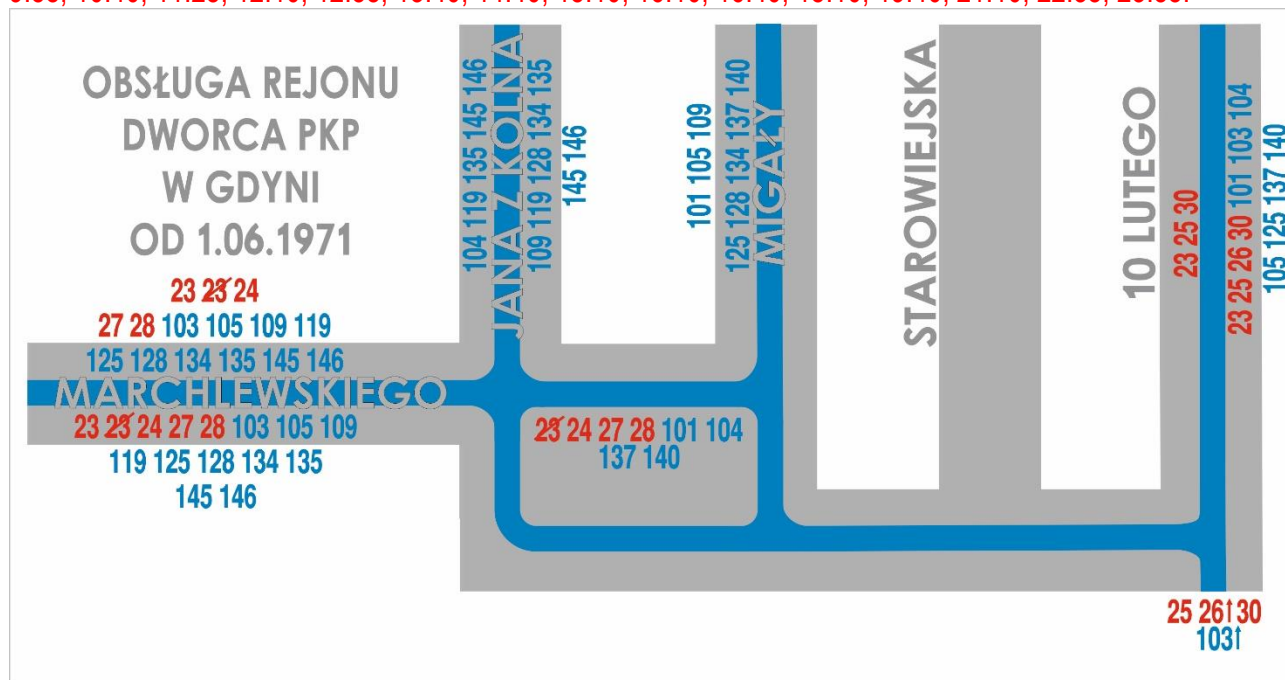 OBSŁUGA REJONU
DWORCA PKP
W GDYNI
OD 1.06.1971
23 23 24
27 28 103 105 109 119
125 128 134 135 145 146
MARCHLEWSKIEGO
23 23 24 27 28 103 105 109
119 125 128 134 135
145 146
104 119 135 145 146
JANA Z KOLNA
109 119 128 134 135
145 146
23 24 27 28 101 104
137 140
101 105 109
125 128 134 137 140
MIGAŁY
STAROWIEJSKA
10 LUTEGO
23 25 30
23 25 26 30 101 103 104
105 125 137 140
25 26↑30
103↑